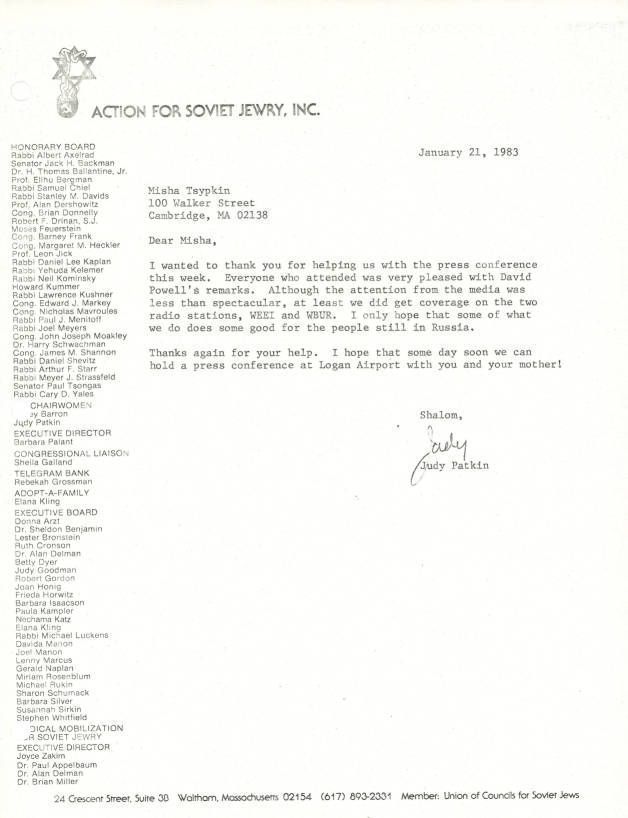 ACTION FOR SOVIET JEWRY, INC.
January 21, 1983
HONORARY BOARD
Rabbi Albert Axelrad
Senator Jack H. Backman
Dr. H. Thomas Ballantine, Jr.
Prof. Elihu Bergman
Rabbi Samuel Chiel
Rabbi Stanley M. Davids
Prof. Alan Dershowitz
Cong. Brian Donnelly
Robert F. Drinan, S.J.
Moses Feuerstein
Cong. Barney Frank
Cong. Margaret M. Heckler
Prof. Leon Jick
Rabbi Daniel Lee Kaplan
Rabbi Yehuda Kelemer
Rabbi Neil Kominsky
Howard Kummer
Rabbi Lawrence Kushner
Cong. Edward J. Markey
Cong. Nicholas Mavroules
Rabbi Paul J. Menitoff
Rabbi Joel Meyers
Cong. John Joseph Moakley
Dr. Harry Schwachman
Cong. James M. Shannon
Rabbi Daniel Shevitz
Rabbi Arthur F. Starr
Rabbi Meyer J. Strassfeld
Senator Paul Tsongas
Rabbi Cary D. Yales
CHAIRWOMEN
Barron
Judy Patkin
EXECUTIVE DIRECTOR
Barbara Palant
CONGRESSIONAL LIAISON
Sheila Galland
TELEGRAM BANK
Rebekah Grossman
ADOPT-A-FAMILY
Elana Kling
EXECUTIVE BOARD
Donna Arzt
Dr. Sheldon Benjamin
Lester Bronstein
Ruth Cronson
Dr. Alan Delman
Betty Dyer
Judy Goodman
Robert Gordon
Joan Honig
Frieda Horwitz
Barbara Isaacson
Paula Kampler
Nechama Katz
Elana Kling
Rabbi Michael Luckens
Davida Manon
Joel Manon
Lenny Marcus
Gerald Naplan
Miriam Rosenblum
Michael Rukin
Sharon Schumack
Barbara Silver
Susannah Sirkin
Stephen Whitfield
DICAL MOBILIZATION
R SOVIET JEWRY
EXECUTIVE DIRECTOR
Joyce Zakim
Dr. Paul Appelbaum
Dr. Alan Delman
Dr. Brian Miller
Misha Tsypkin
100 Walker Street
Cambridge, MA 02138
Dear Misha,
I wanted to thank you for helping us with the press conference
this week. Everyone who attended was very pleased with David
Powell's remarks. Although the attention from the media was
less than spectacular, at least we did get coverage on the two
radio stations, WEEI and WBUR. I only hope that some of what
we do does some good for the people still in Russia.
Thanks again for your help. I hope that some day soon we can
hold a press conference at Logan Airport with you and your mother!
Shalom,
Judy
Judy Patkin
24 Crescent Street, Suite 3B Waltham, Massachusetts 02154 (617) 893-2331 Member: Union of Councils for Soviet Jews